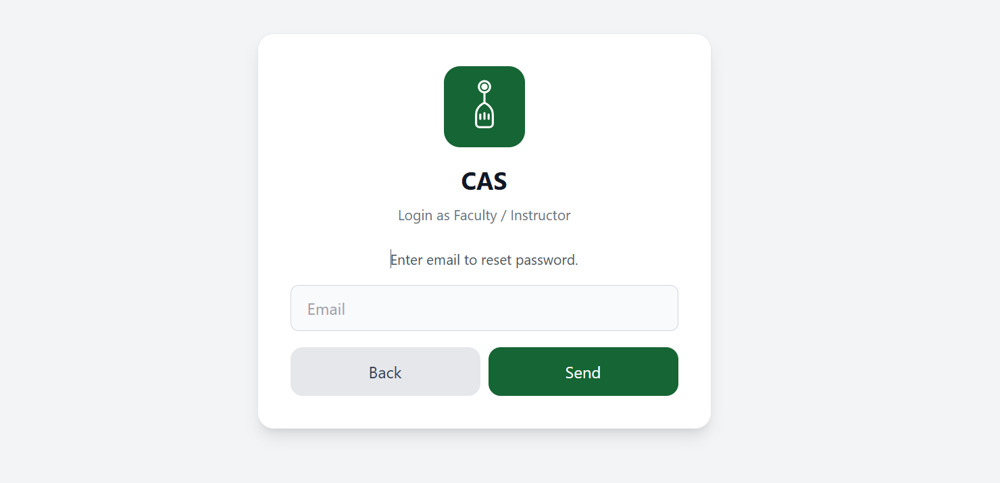 CAS
Login as Faculty / Instructor
Enter email to reset password.
Email
Back
Send